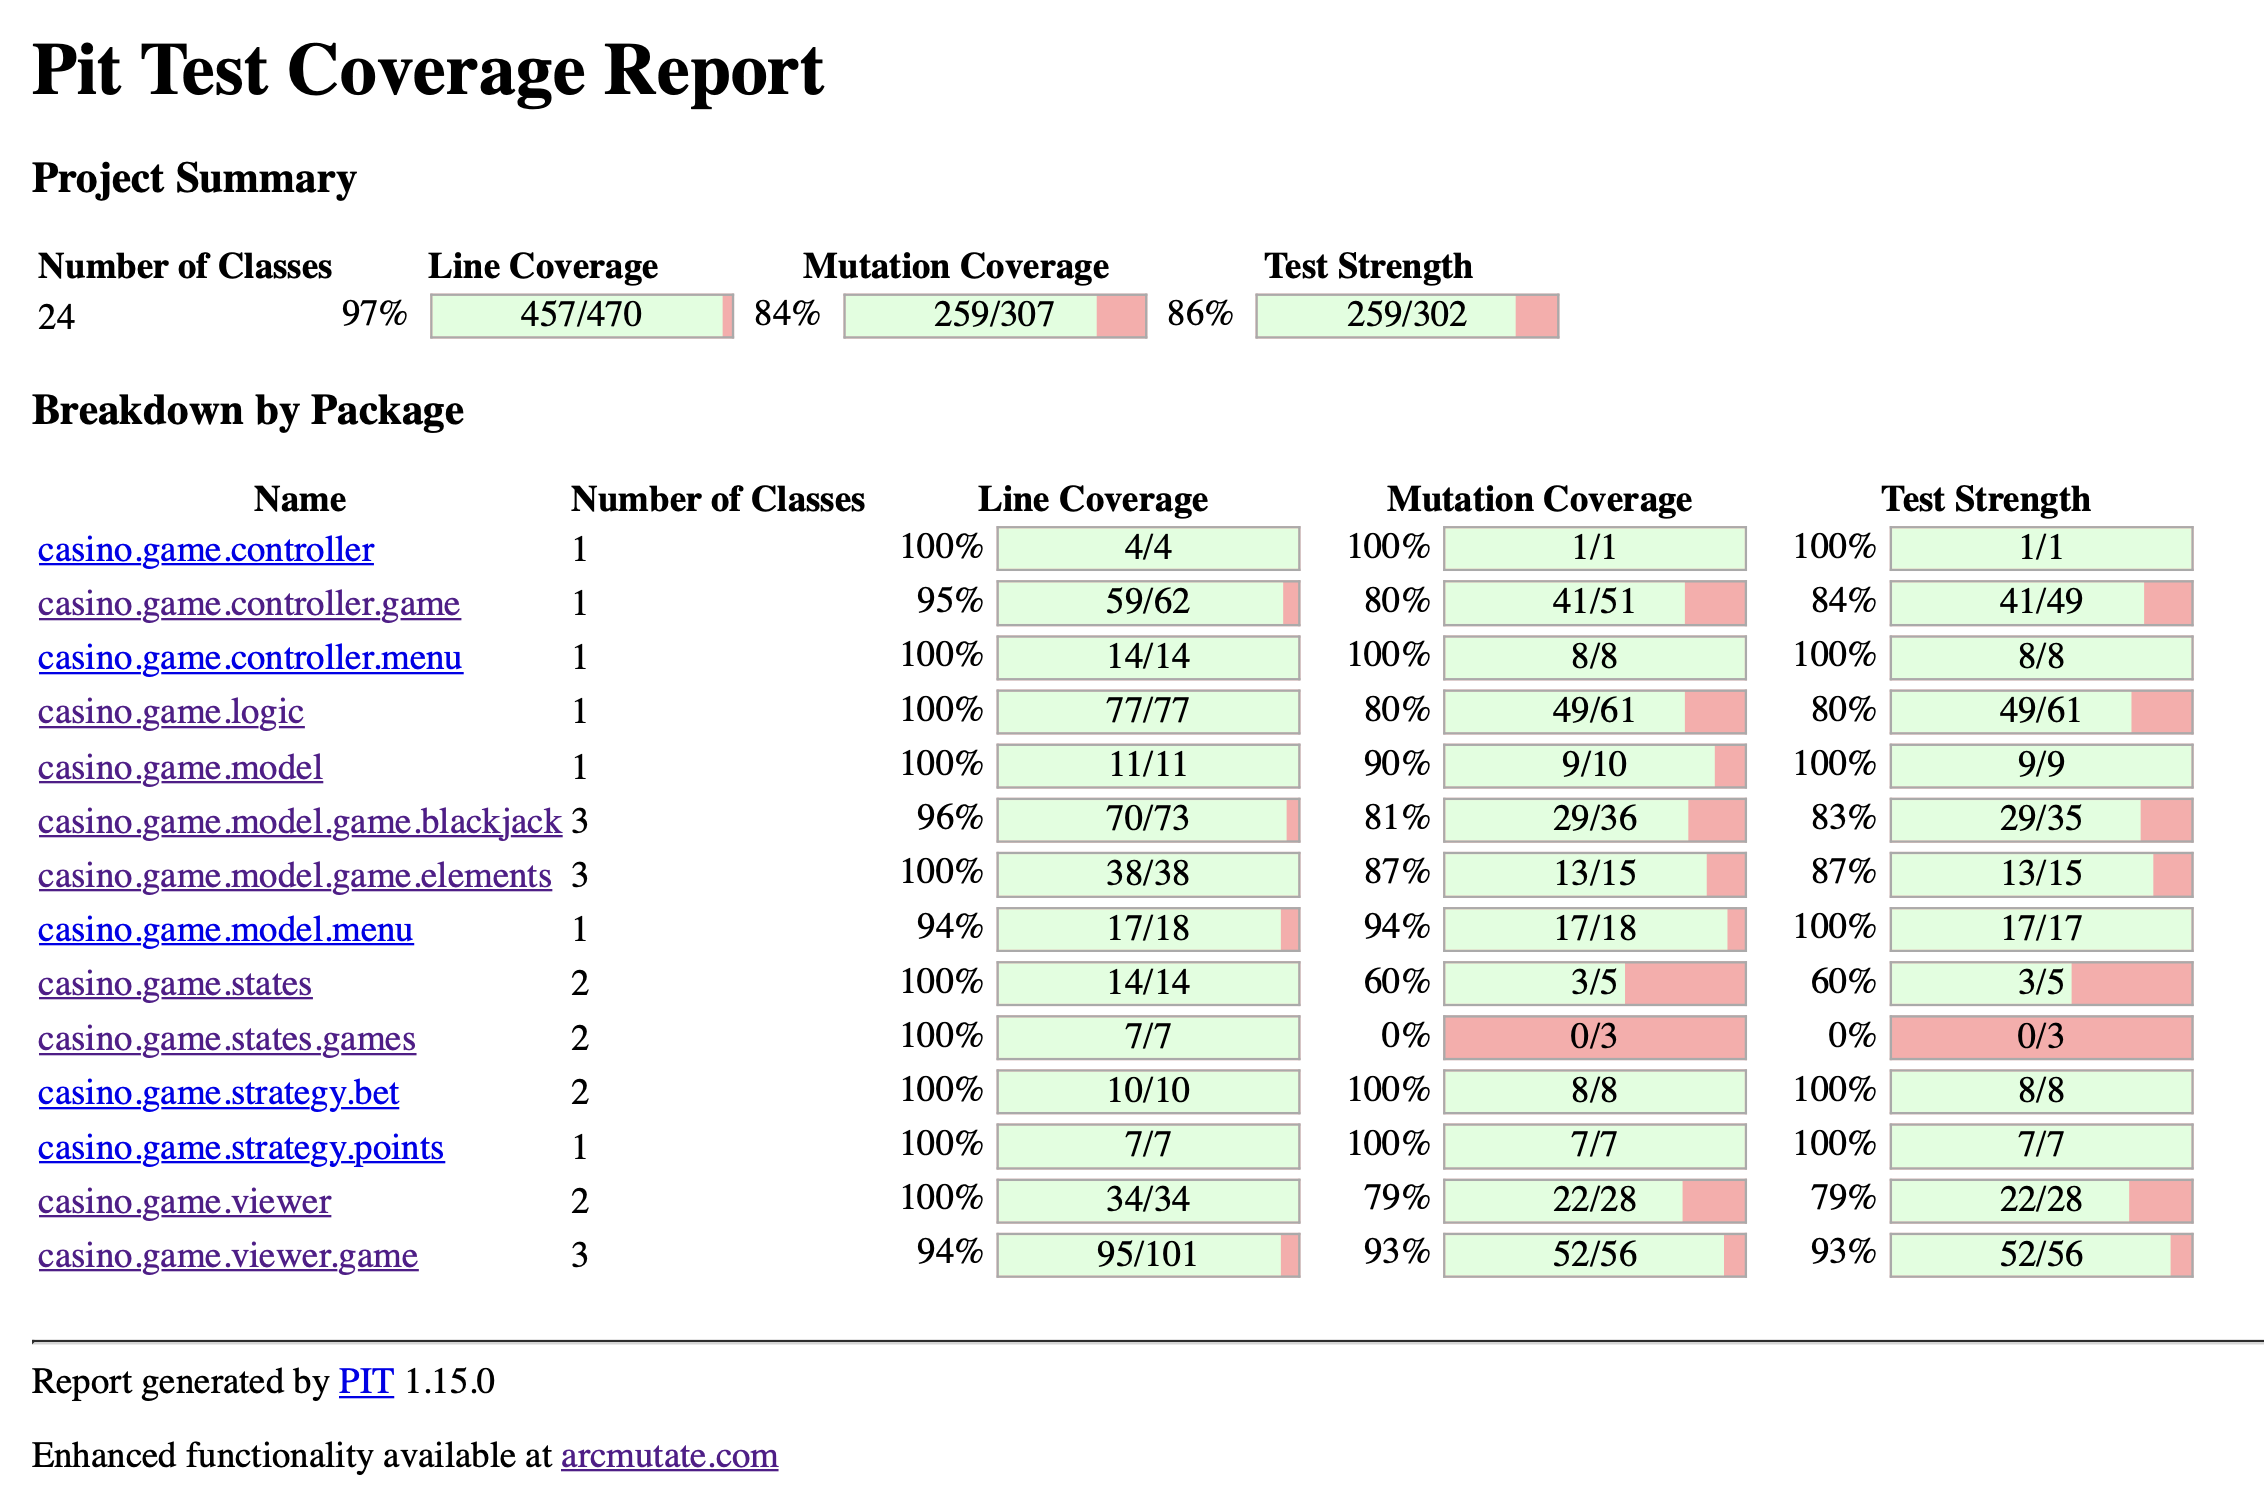 Pit Test Coverage Report
Project Summary
Number of Classes Line Coverage Mutation Coverage Test Strength
24 97% 457/470 84% 259/307 86% 259/302
Breakdown by Package
Name Number of Classes Line Coverage Mutation Coverage Test Strength
casino.game.controller 1 100% 4/4 100% 1/1 100% 1/1
casino.game.controller.game 1 95% 59/62 80% 41/51 84% 41/49
casino.game.controller.menu 1 100% 14/14 100% 8/8 100% 8/8
casino.game.logic 1 100% 77/77 80% 49/61 80% 49/61
casino.game.model 1 100% 11/11 90% 9/10 100% 9/9
casino.game.model.game.blackjack 3 96% 70/73 81% 29/36 83% 29/35
casino.game.model.game.elements 3 100% 38/38 87% 13/15 87% 13/15
casino.game.model.menu 1 94% 17/18 94% 17/18 100% 17/17
casino.game.states 2 100% 14/14 60% 3/5 60% 3/5
casino.game.states.games 2 100% 7/7 0% 0/3 0% 0/3
casino.game.strategy.bet 2 100% 10/10 100% 8/8 100% 8/8
casino.game.strategy.points 1 100% 7/7 100% 7/7 100% 7/7
casino.game.viewer 2 100% 34/34 79% 22/28 79% 22/28
casino.game.viewer.game 3 94% 95/101 93% 52/56 93% 52/56
Report generated by PIT 1.15.0
Enhanced functionality available at arcmutate.com